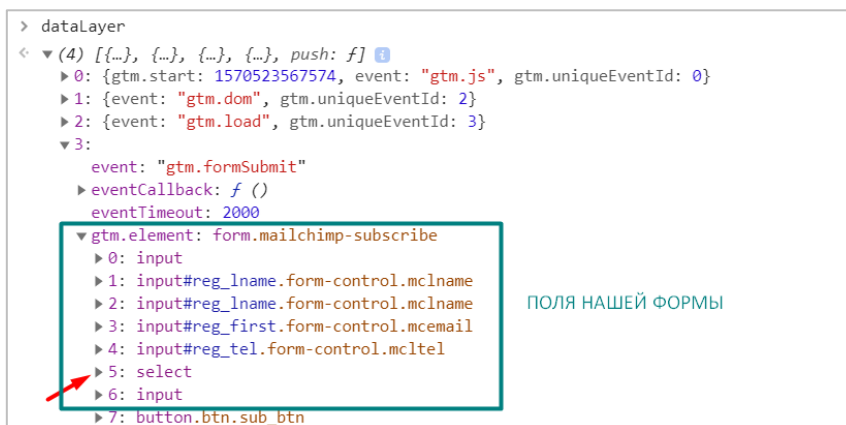 > dataLayer
(4) [{…}, {…}, {…}, {…}, push: ƒ] i
0: {gtm.start: 1570523567574, event: "gtm.js", gtm.uniqueEventId: 0}
1: {event: "gtm.dom", gtm.uniqueEventId: 2}
2: {event: "gtm.load", gtm.uniqueEventId: 3}
3:
event: "gtm.formSubmit"
eventCallback: ƒ ()
eventTimeout: 2000
gtm.element: form.mailchimp-subscribe
0: input
1: input#reg_lname.form-control.mclname
2: input#reg_lname.form-control.mclname
ПОЛЯ НАШЕЙ ФОРМЫ
3: input#reg_first.form-control.mcemail
4: input#reg_tel.form-control.mcltel
5: select
6: input
7: button.btn.sub_btn